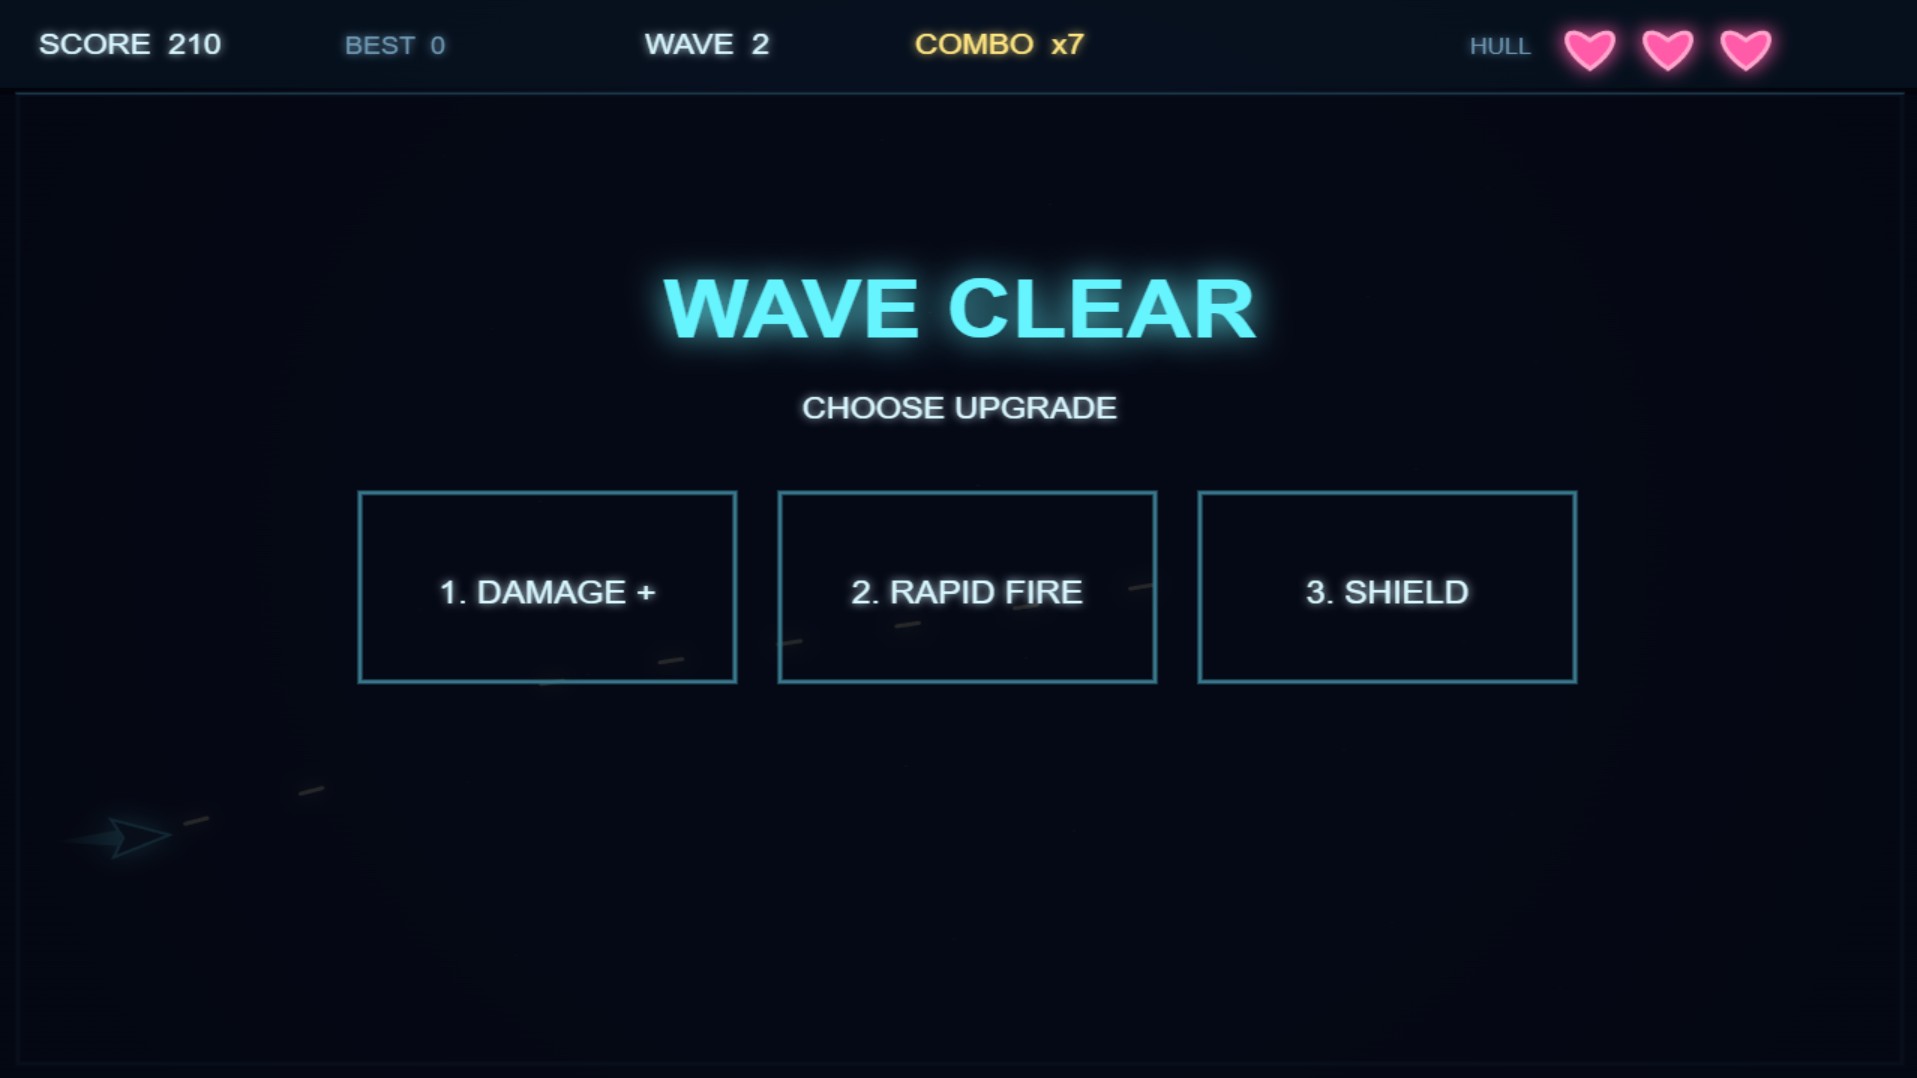 SCORE 210 BEST 0 WAVE 2 COMBO x7 HULL
WAVE CLEAR
CHOOSE UPGRADE
1. DAMAGE + 2. RAPID FIRE 3. SHIELD